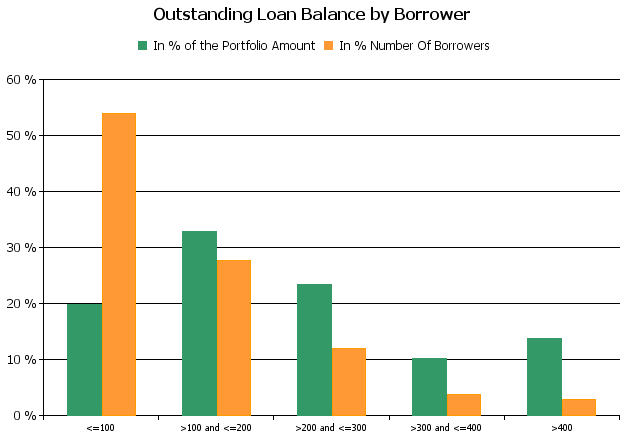 Outstanding Loan Balance by Borrower
In % of the Portfolio Amount In % Number Of Borrowers
60 %
50 %
40 %
30 %
20 %
10 %
0 %
<=100 >100 and <=200 >200 and <=300 >300 and <=400 >400